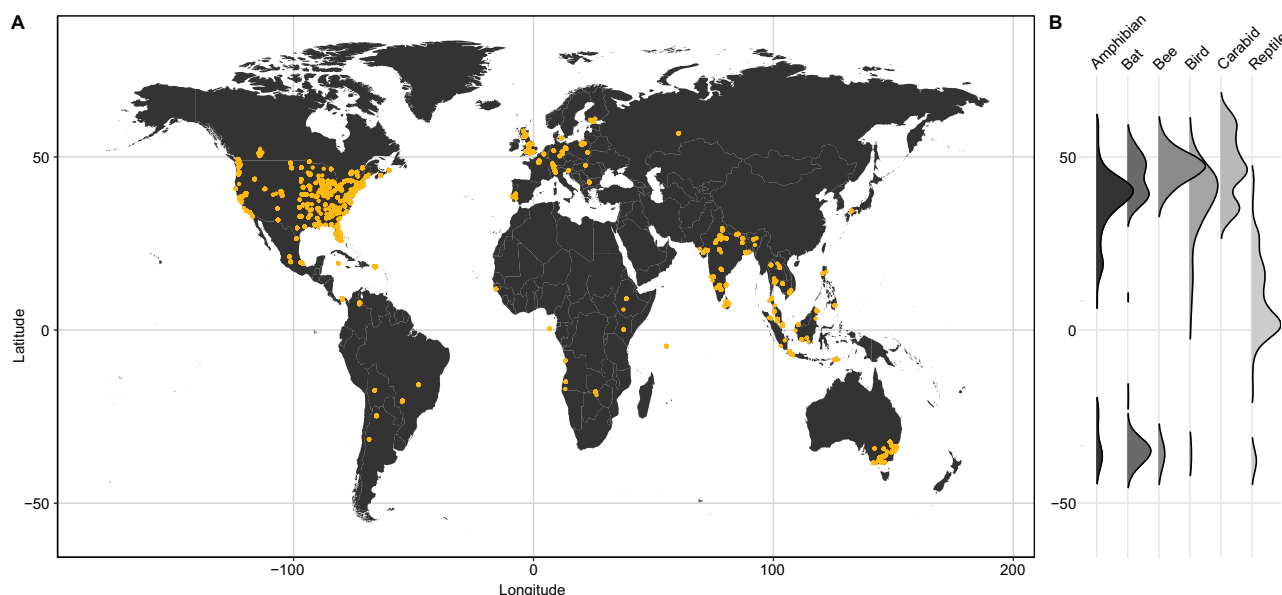 A
B
Amphibian
Bat
Bee
Bird
Carabid
Reptile
50
0
−50
Latitude
−100
0
100
200
Longitude
50
0
−50